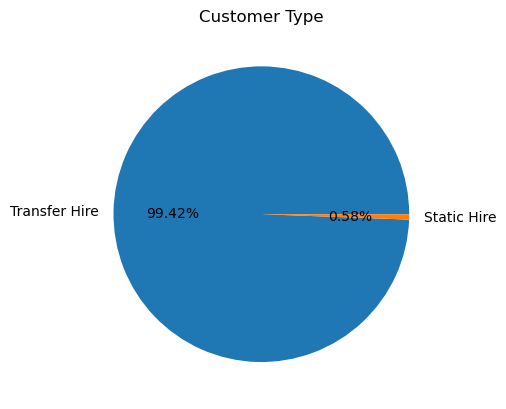 Customer Type
Transfer Hire
99.42%
0.58%
Static Hire